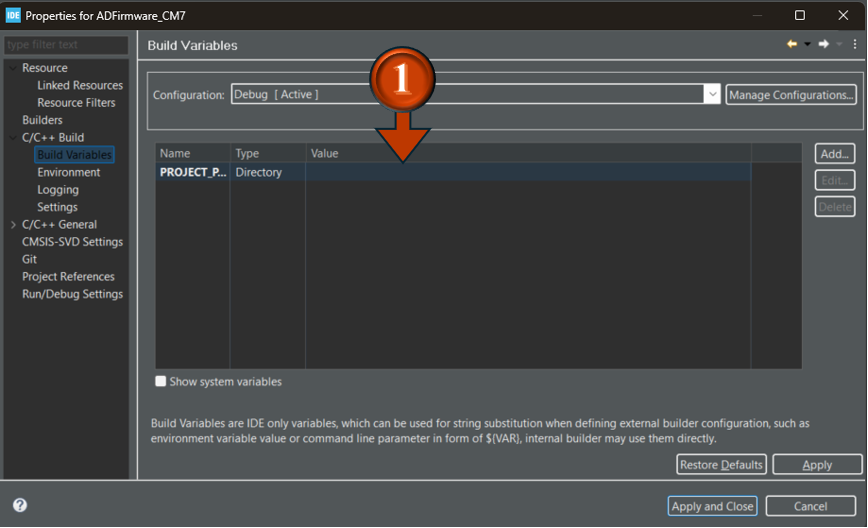 IDE Properties for ADFirmware_CM7
type filter text
Build Variables
Resource
Linked Resources
Resource Filters
Builders
C/C++ Build
Build Variables
Environment
Logging
Settings
C/C++ General
CMSIS-SVD Settings
Git
Project References
Run/Debug Settings
1
Configuration: Debug [ Active ] Manage Configurations...
Name Type Value
PROJECT_P... Directory
Add...
Edit...
Delete
Show system variables
Build Variables are IDE only variables, which can be used for string substitution when defining external builder configuration, such as
environment variable value or command line parameter in form of ${VAR}, internal builder may use them directly.
Restore Defaults Apply
? Apply and Close Cancel